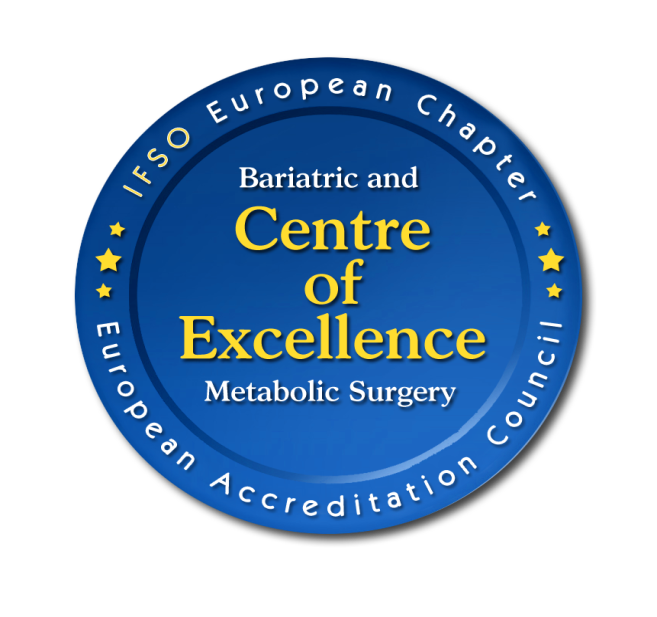 IFSO European Chapter
Bariatric and
Centre
of
Excellence
Metabolic Surgery
European Accreditation Council